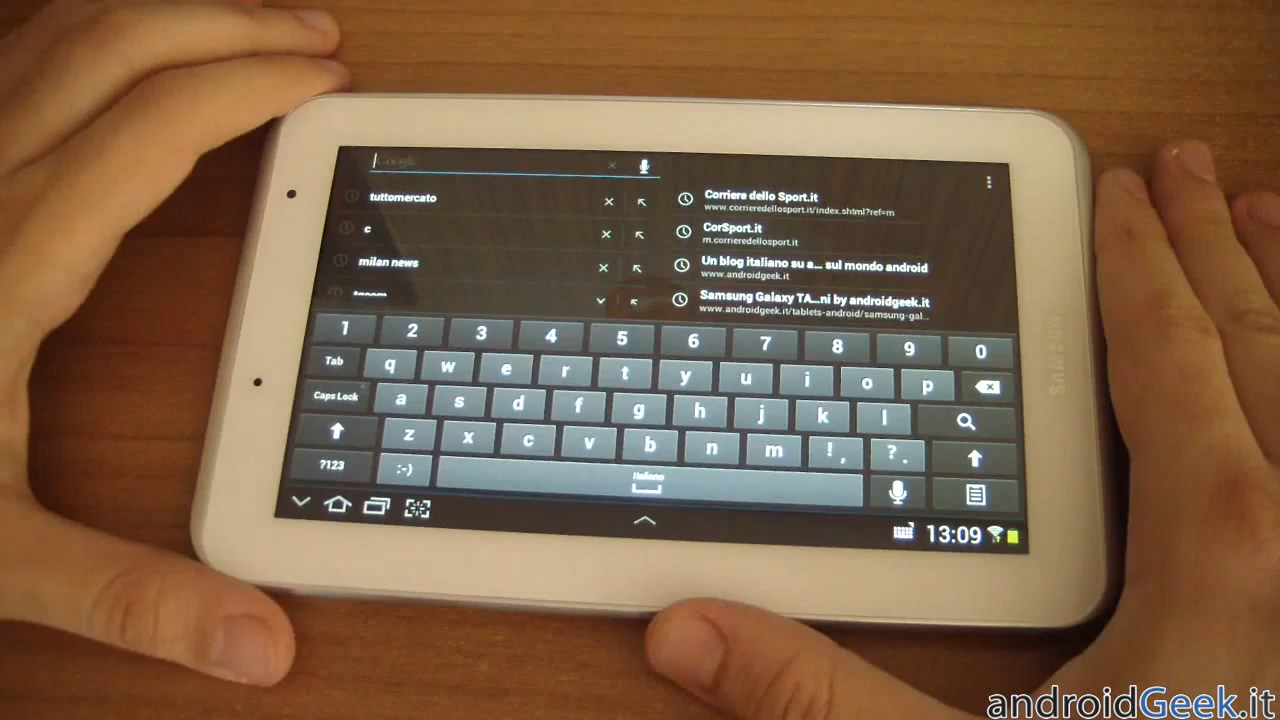 Google
tuttomercato
c
milan news
Corriere dello Sport.it
www.corrieredellosport.it/index.shtml?ref=m
CorSport.it
m.corrieredellosport.it
Un blog italiano su a... sul mondo android
www.androidgeek.it
Samsung Galaxy TA...ni by androidgeek.it
www.androidgeek.it/tablets-android/samsung-gal...
1 2 3 4 5 6 7 8 9 0
Tab q w e r t y u i o p
Caps Lock a s d f g h j k l
z x c v b n m ! , ? .
?123 :-) Italiano
13:09
SAMSUNG
androidGeek.it